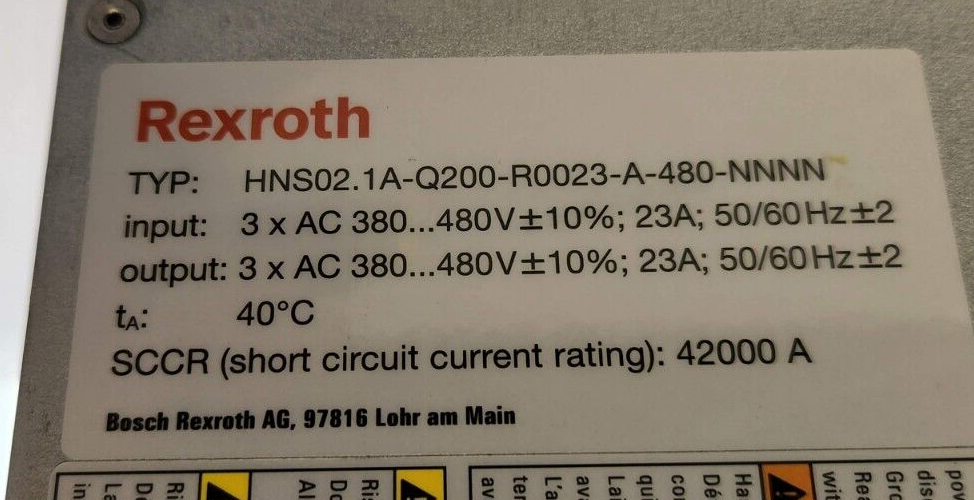 Rexroth
TYP: HNS02.1A-Q200-R0023-A-480-NNNN
input: 3 x AC 380...480V±10%; 23A; 50/60Hz±2
output: 3 x AC 380...480V±10%; 23A; 50/60Hz±2
tA: 40°C
SCCR (short circuit current rating): 42000 A
Bosch Rexroth AG, 97816 Lohr am Main